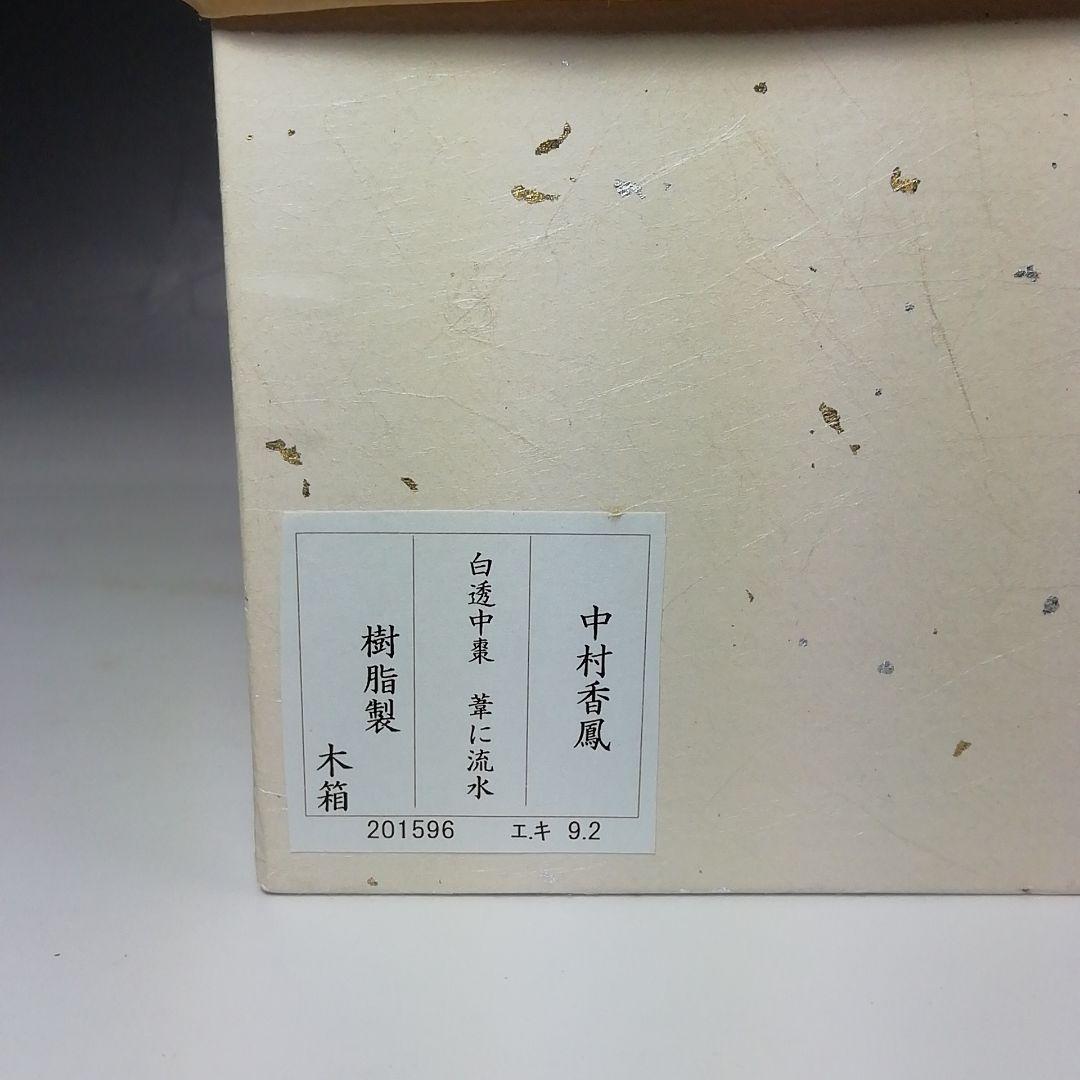 中村香鳳
白透中棗 葦に流水
樹脂製
木箱
201596 エ.キ 9.2